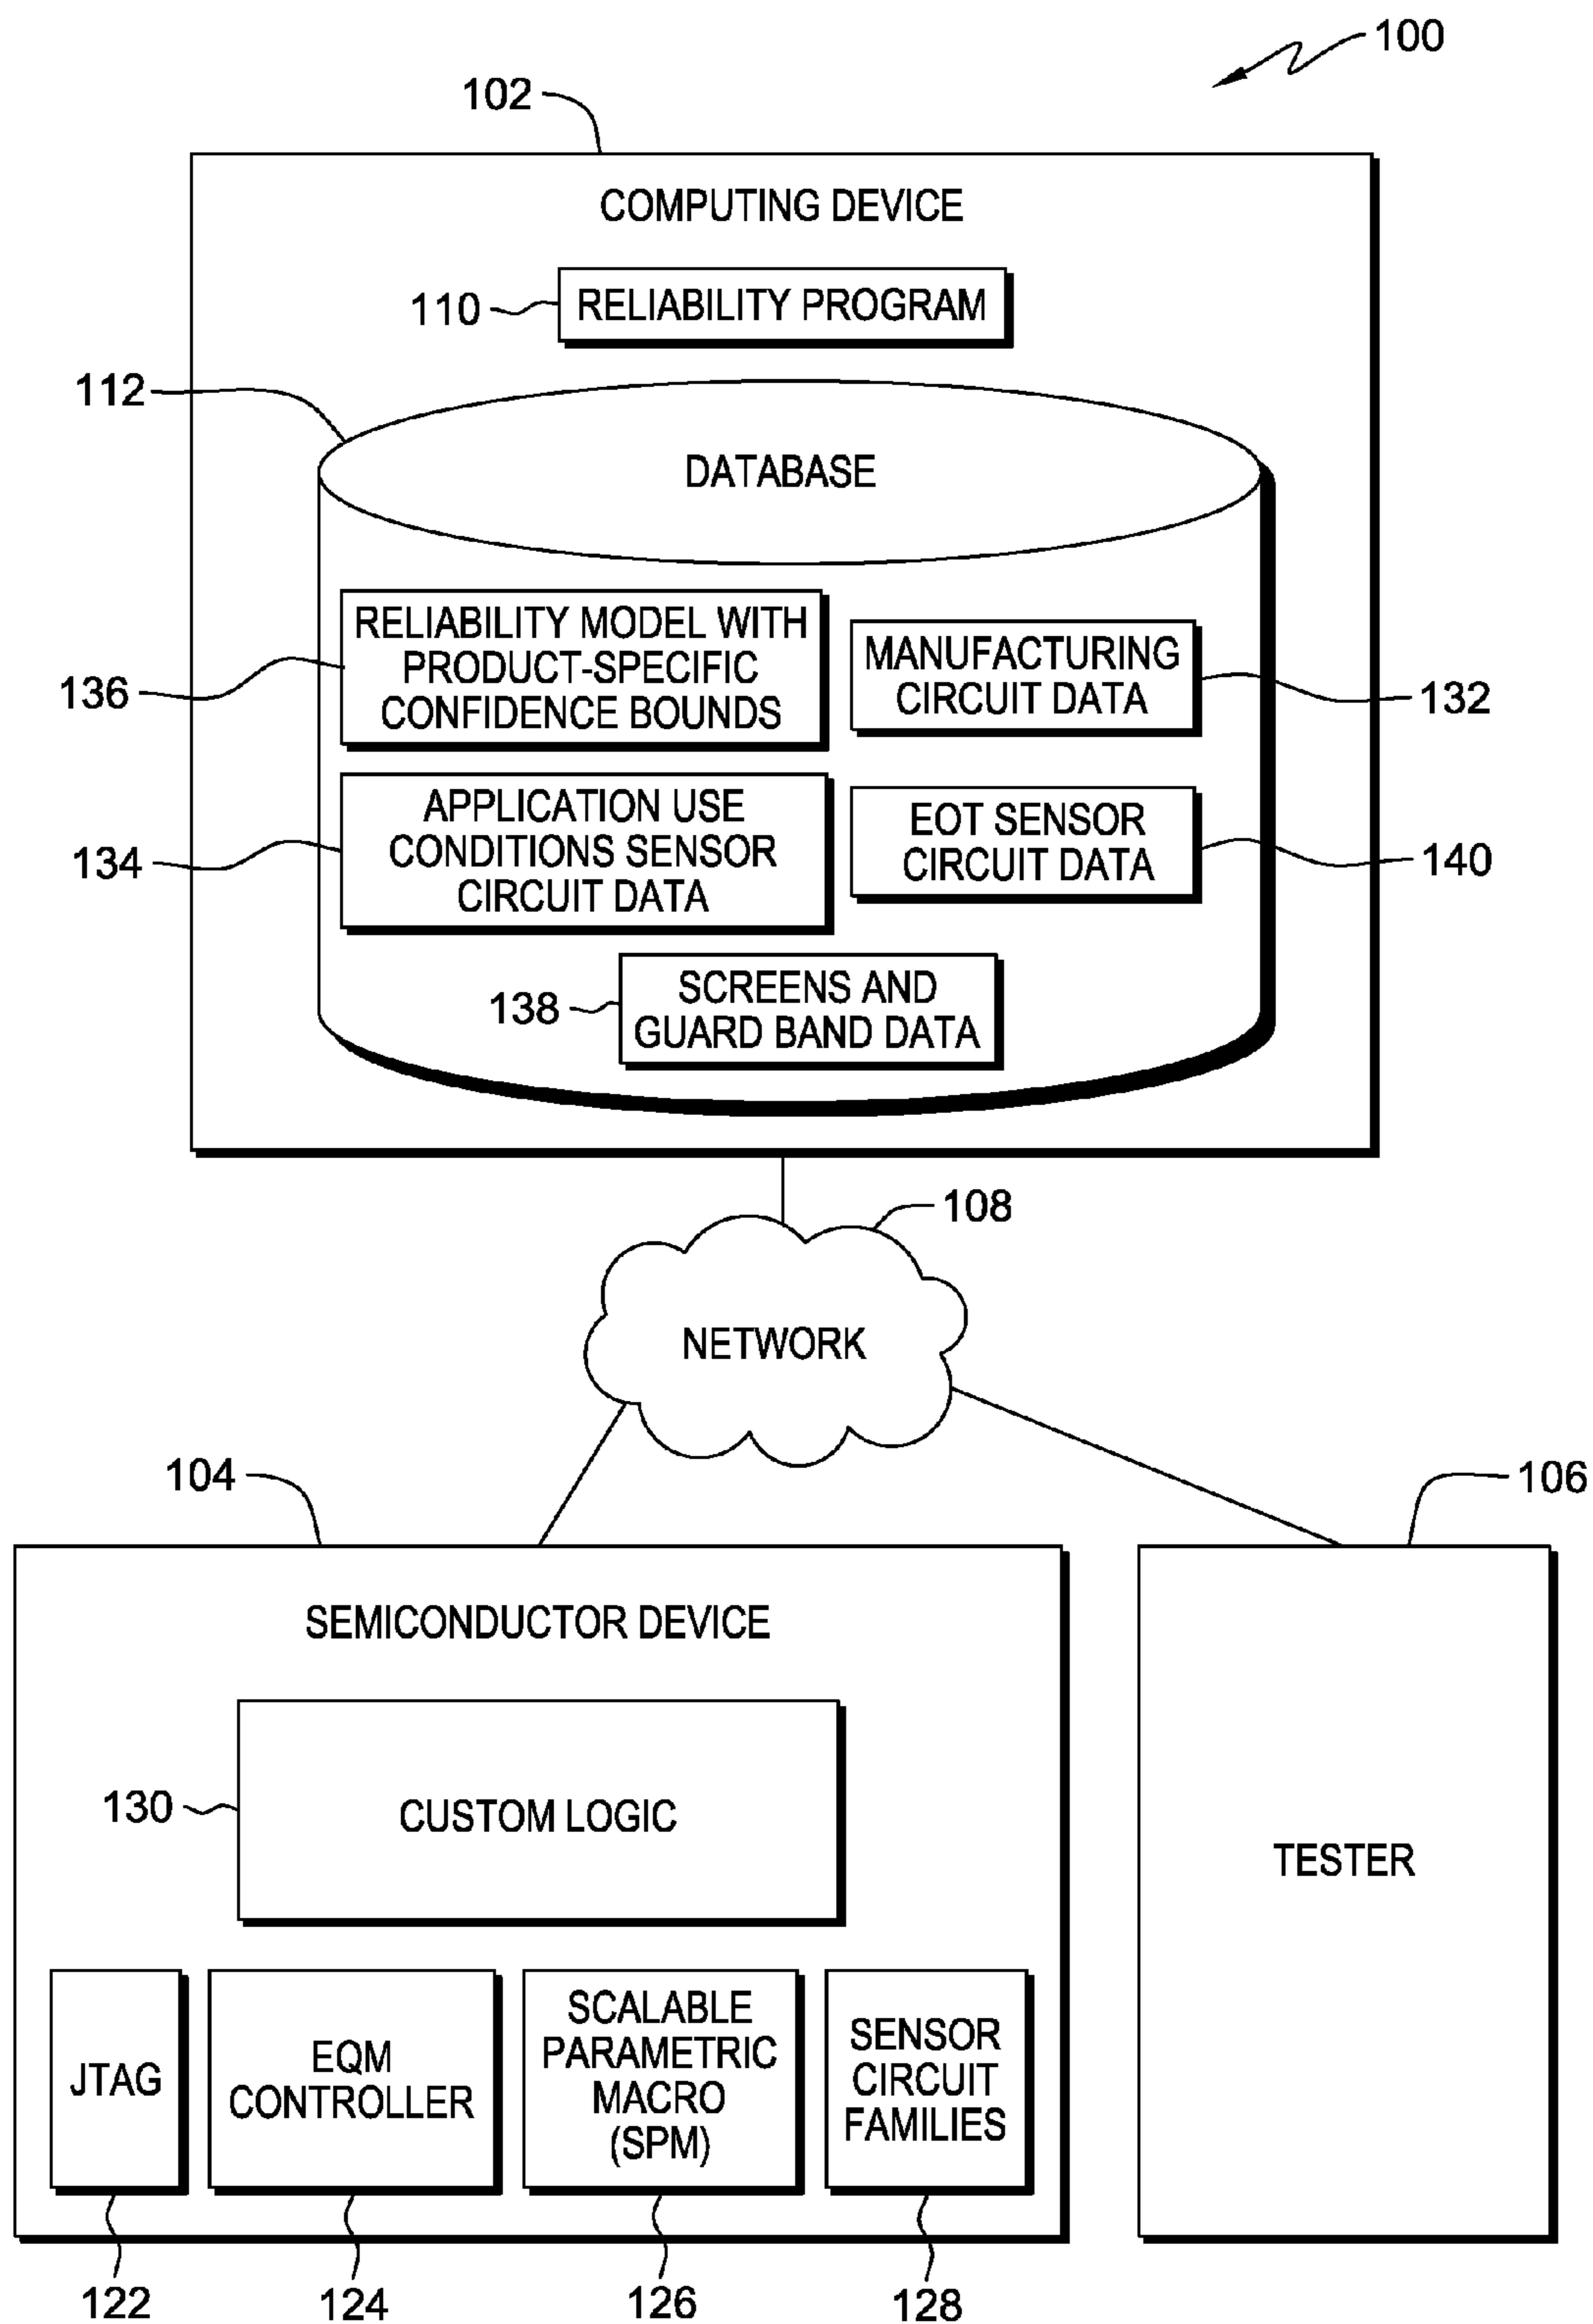 100
102
COMPUTING DEVICE
110
RELIABILITY PROGRAM
112
DATABASE
RELIABILITY MODEL WITH
PRODUCT-SPECIFIC
CONFIDENCE BOUNDS
136
MANUFACTURING
CIRCUIT DATA
132
APPLICATION USE
CONDITIONS SENSOR
CIRCUIT DATA
134
EOT SENSOR
CIRCUIT DATA
140
138
SCREENS AND
GUARD BAND DATA
108
NETWORK
104
106
SEMICONDUCTOR DEVICE
130
CUSTOM LOGIC
TESTER
JTAG
EQM
CONTROLLER
SCALABLE
PARAMETRIC
MACRO
(SPM)
SENSOR
CIRCUIT
FAMILIES
122
124
126
128